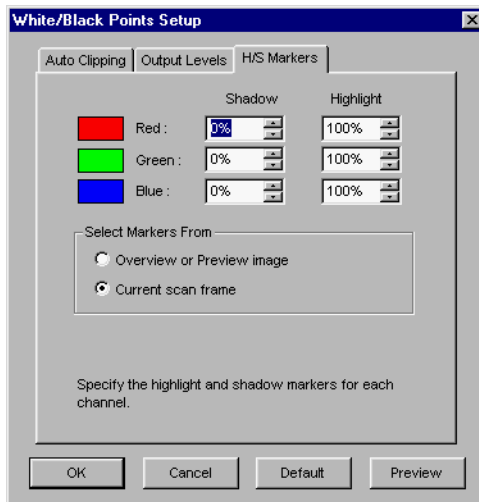 White/Black Points Setup
Auto Clipping Output Levels H/S Markers
Shadow Highlight
Red : 0% 100%
Green : 0% 100%
Blue : 0% 100%
Select Markers From
Overview or Preview image
Current scan frame
Specify the highlight and shadow markers for each
channel.
OK Cancel Default Preview